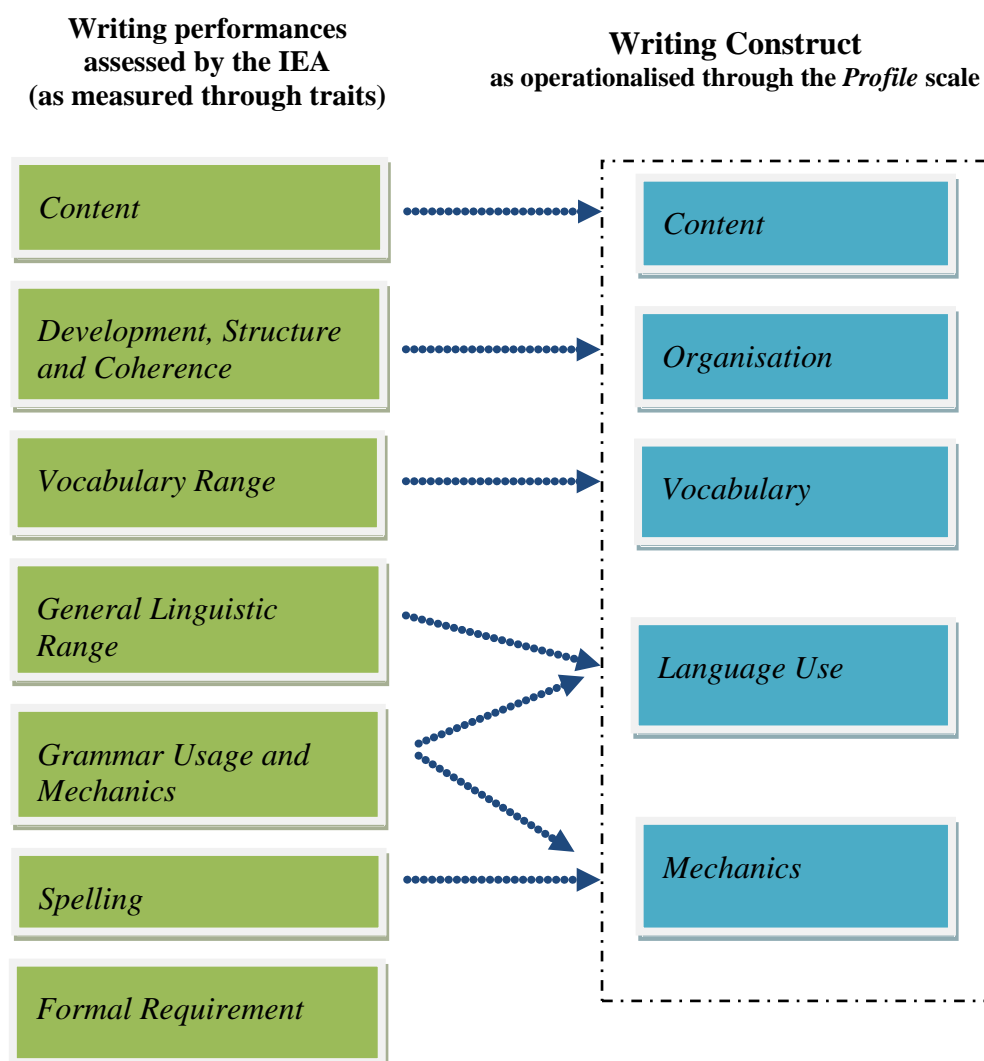 Writing performances
assessed by the IEA
(as measured through traits)
Writing Construct
as operationalised through the Profile scale
Content
Development, Structure
and Coherence
Vocabulary Range
General Linguistic
Range
Grammar Usage and
Mechanics
Spelling
Formal Requirement
Content
Organisation
Vocabulary
Language Use
Mechanics